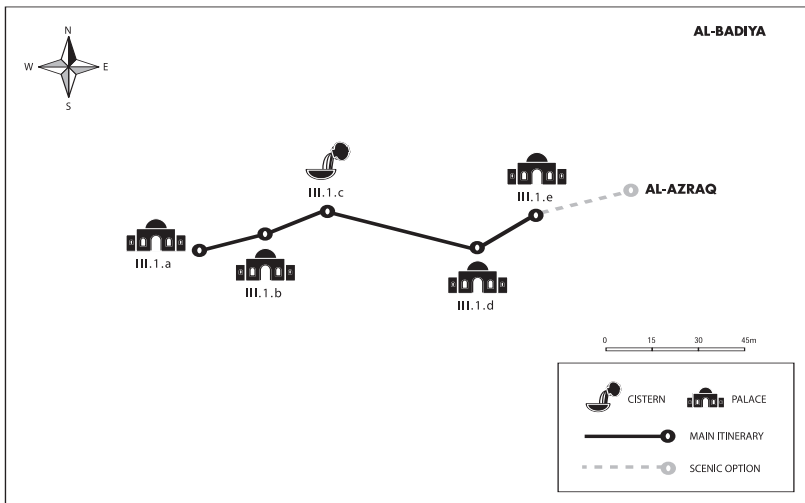 AL-BADIYA
N
W E
S
III.1.c
III.1.e
AL-AZRAQ
III.1.a
III.1.b
III.1.d
0 15 30 45m
CISTERN PALACE
MAIN ITINERARY
SCENIC OPTION